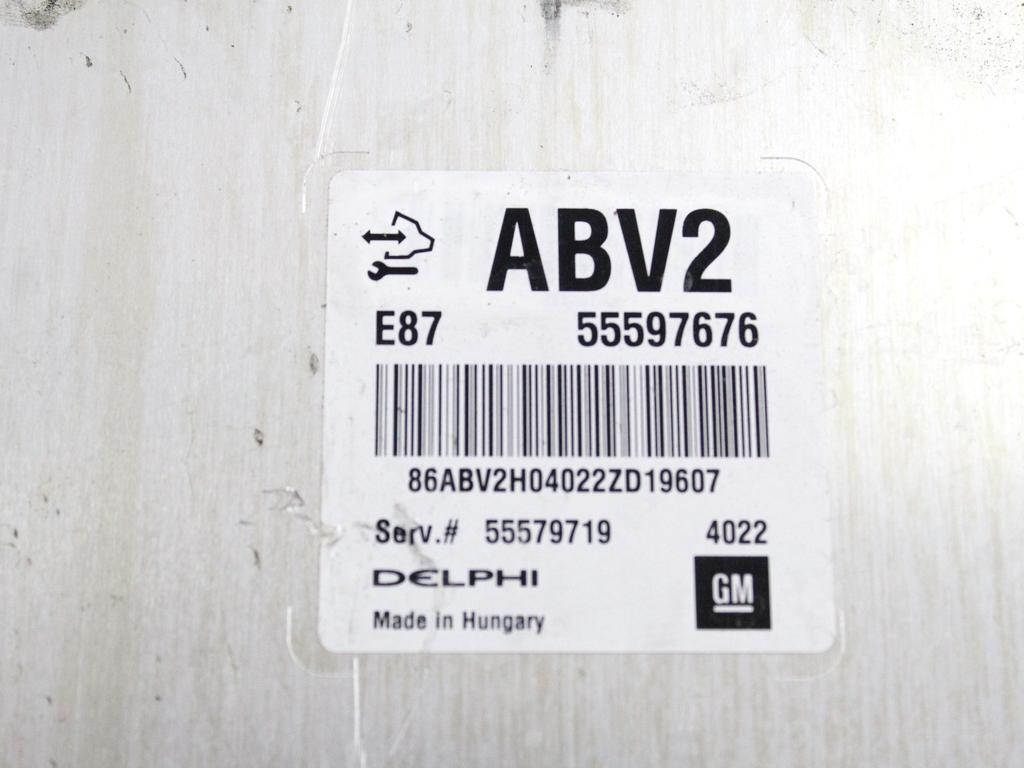 ABV2
E87 55597676
86ABV2H04022ZD19607
Serv.# 55579719 4022
DELPHI
GM
Made in Hungary